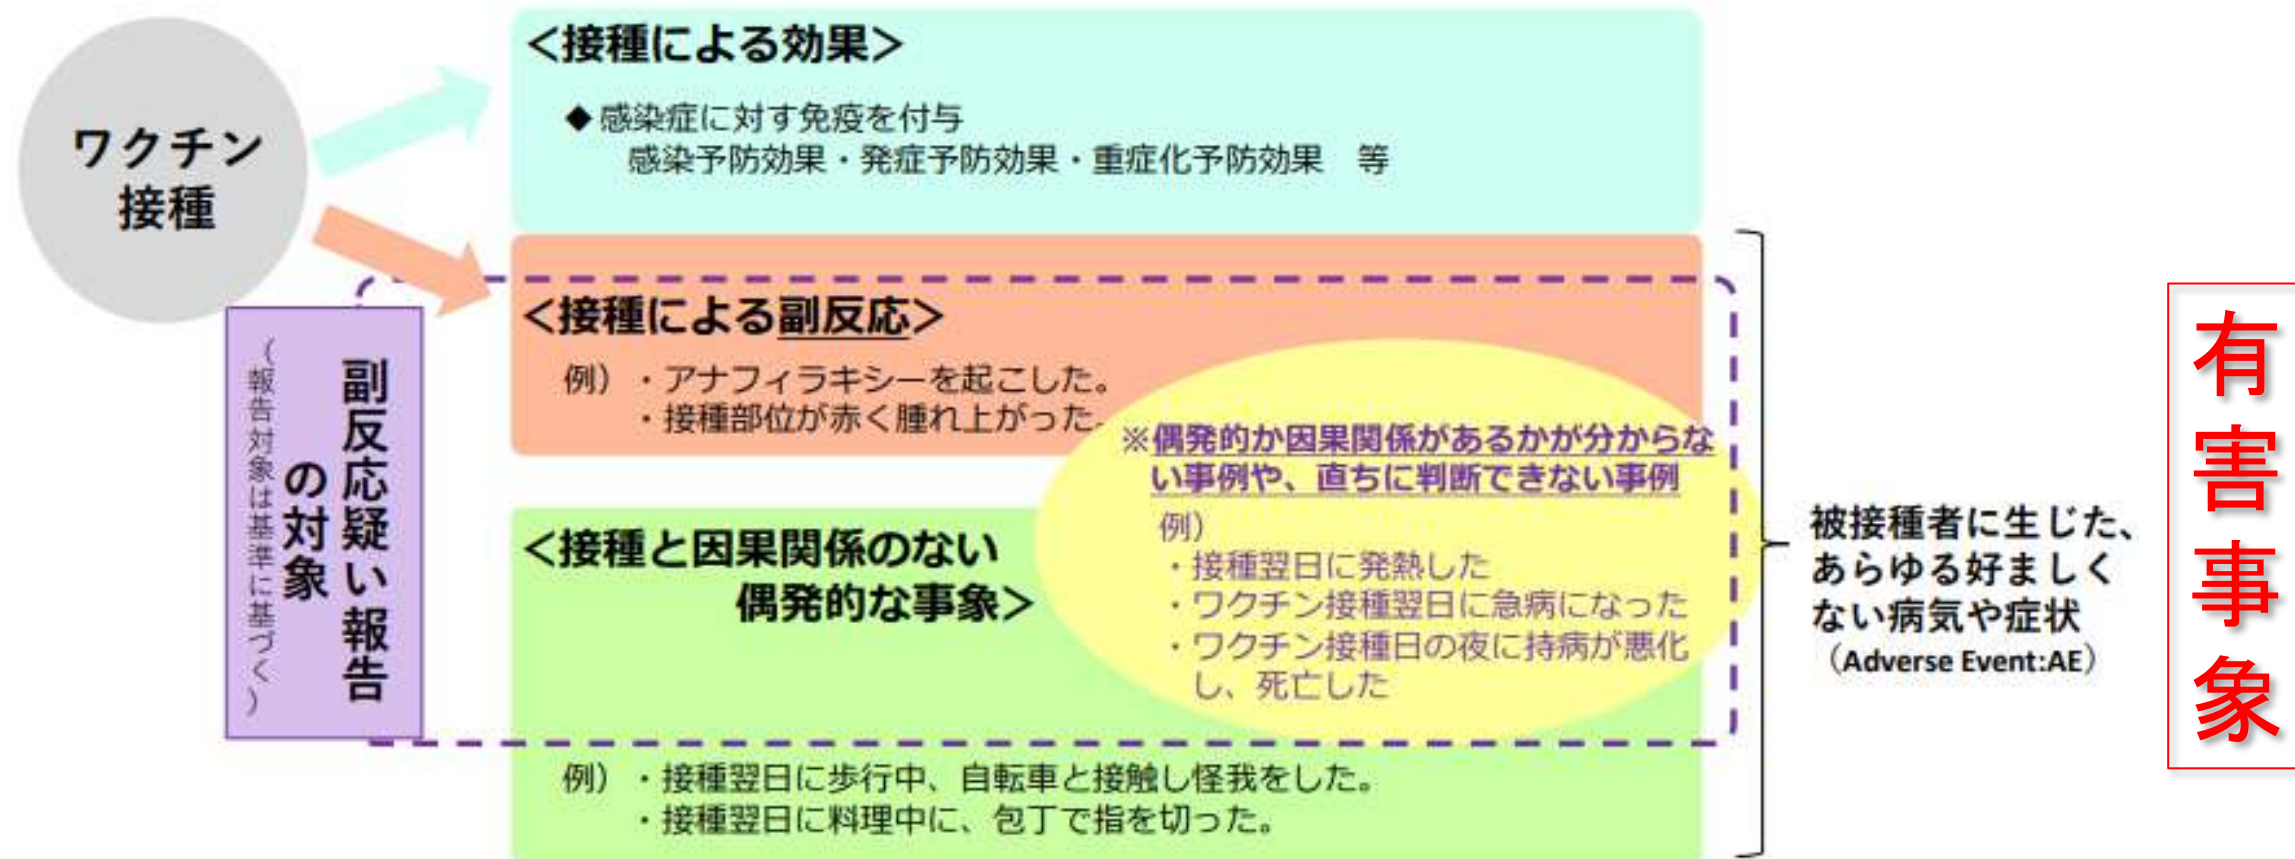 ワクチン
接種
＜接種による効果＞
◆感染症に対す免疫を付与
感染予防効果・発症予防効果・重症化予防効果　等
＜接種による副反応＞
例）・アナフィラキシーを起こした。
・接種部位が赤く腫れ上がった。
副反応疑い報告
の対象
（報告対象は基準に基づく）
※偶発的か因果関係があるかが分からな
い事例や、直ちに判断できない事例
例）
・接種翌日に発熱した
・ワクチン接種翌日に急病になった
・ワクチン接種日の夜に持病が悪化
し、死亡した
＜接種と因果関係のない
偶発的な事象＞
例）・接種翌日に歩行中、自転車と接触し怪我をした。
・接種翌日に料理中に、包丁で指を切った。
被接種者に生じた、
あらゆる好ましく
ない病気や症状
（Adverse Event:AE）
有害事象